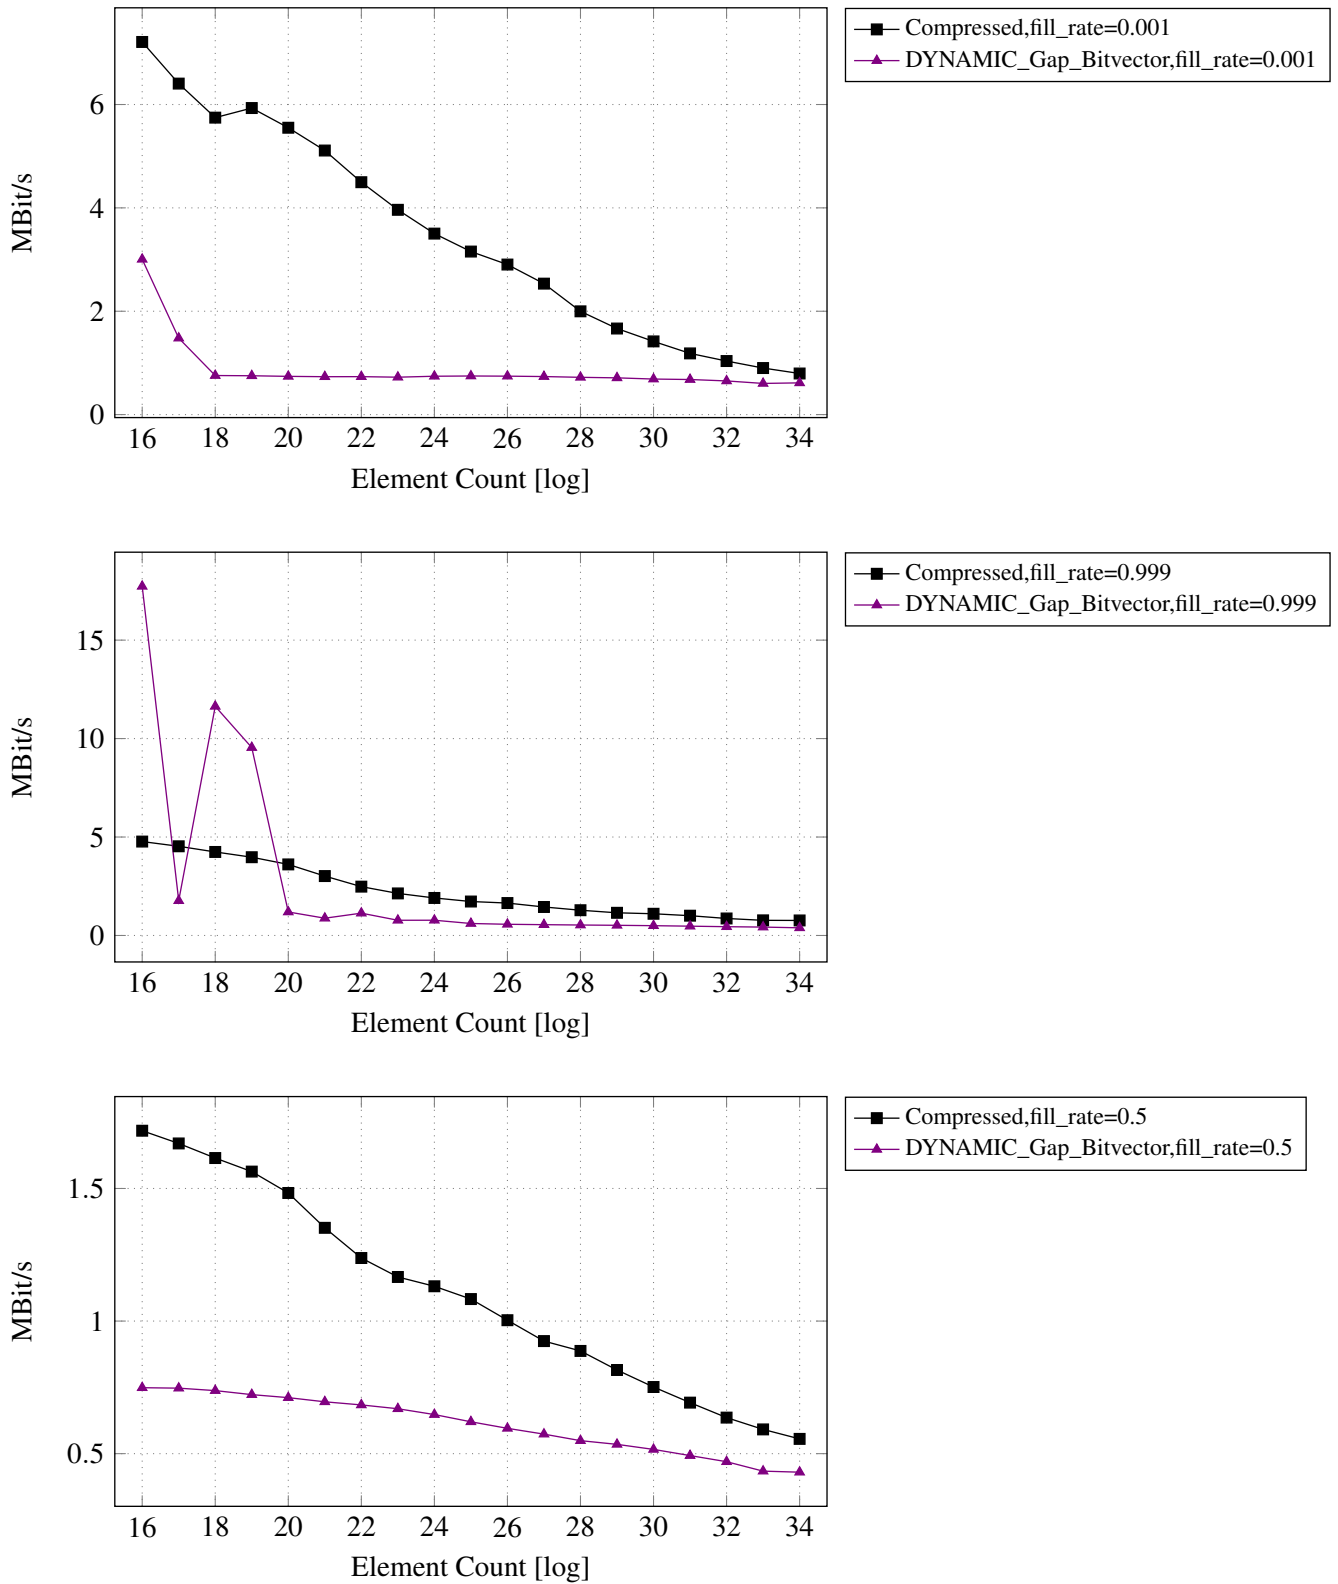 Compressed,fill_rate=0.001
DYNAMIC_Gap_Bitvector,fill_rate=0.001
MBit/s
6
4
2
0
16 18 20 22 24 26 28 30 32 34
Element Count [log]
Compressed,fill_rate=0.999
DYNAMIC_Gap_Bitvector,fill_rate=0.999
MBit/s
15
10
5
0
16 18 20 22 24 26 28 30 32 34
Element Count [log]
Compressed,fill_rate=0.5
DYNAMIC_Gap_Bitvector,fill_rate=0.5
MBit/s
1.5
1
0.5
16 18 20 22 24 26 28 30 32 34
Element Count [log]